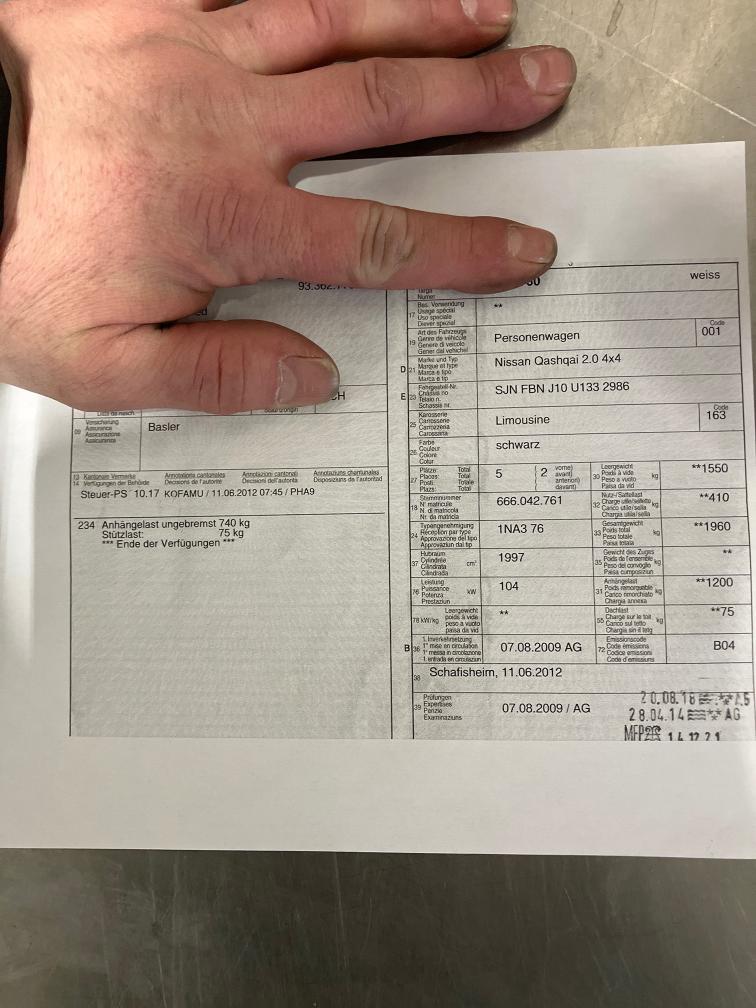 93.362.
weiss
CH
09 Versicherung
Assurance
Assicurazione
Assicuranza
Basler
13 Kantonale Vermerke
14 Verfügungen der Behörde
Annotations cantonales
Décisions de l'autorité
Annotazioni cantonali
Decisioni dell'autorità
Annotaziuns chantunalas
Disposiziuns da l'autoritad
Steuer-PS 10.17 KOFAMU / 11.06.2012 07:45 / PHA9
234 Anhängelast ungebremst 740 kg
Stützlast: 75 kg
*** Ende der Verfügungen ***
Targa
Numer
17 Bes. Verwendung
Usage spécial
Uso speciale
Diever spezial
**
19 Art des Fahrzeugs
Genre de véhicule
Genere di veicolo
Gener dal vehichel
Personenwagen
Code
001
D 21 Marke und Typ
Marque et type
Marca e tipo
Marca e tip
Nissan Qashqai 2.0 4x4
E 23 Fahrgestell-Nr.
Châssis no
Telaio n.
Schassis nr.
SJN FBN J10 U133 2986
25 Karosserie
Carrosserie
Carrozzeria
Carossaria
Limousine
Code
163
26 Farbe
Couleur
Colore
Colur
schwarz
27 Plätze: Total
Places: Total
Posti: Totale
Plazs: Total
5 { 2 vorne)
avant)
anteriori)
davant)
30 Leergewicht
Poids à vide
Peso a vuoto
Paisa da vid
kg
**1550
18 Stammnummer
N° matricule
N. di matricola
Nr. da matricla
666.042.761
32 Nutz-/Sattellast
Charge utile/sellette
Carico utile/sella
Chargia utila/sella
kg
**410
24 Typengenehmigung
Réception par type
Approvazione del tipo
Approvaziun dal tip
1NA3 76
33 Gesamtgewicht
Poids total
Peso totale
Paisa totala
kg
**1960
37 Hubraum
Cylindrée
Cilindrata
Cilindrada
cm³
1997
35 Gewicht des Zuges
Poids de l'ensemble
Peso del convoglio
Paisa cumposiziun
kg
**
76 Leistung
Puissance
Potenza
Prestaziun
kW
104
31 Anhängelast
Poids remorquable
Carico rimorchiato
Chargia annexa
kg
**1200
78 kW/kg
Leergewicht
poids à vide
peso a vuoto
paisa da vid
**
55 Dachlast
Charge sur le toit
Carico sul tetto
Chargia sin il tetg
kg
**75
B 36 1. Inverkehrsetzung
1re mise en circulation
1a messa in circolazione
1. entrada en circulaziun
07.08.2009 AG
72 Emissionscode
Code émissions
Codice emissioni
Code d'emissiuns
B04
38 Schafisheim, 11.06.2012
39 Prüfungen
Expertises
Perizie
Examinaziuns
07.08.2009 / AG
20.08.18
28.04.14 AG
14.12.21